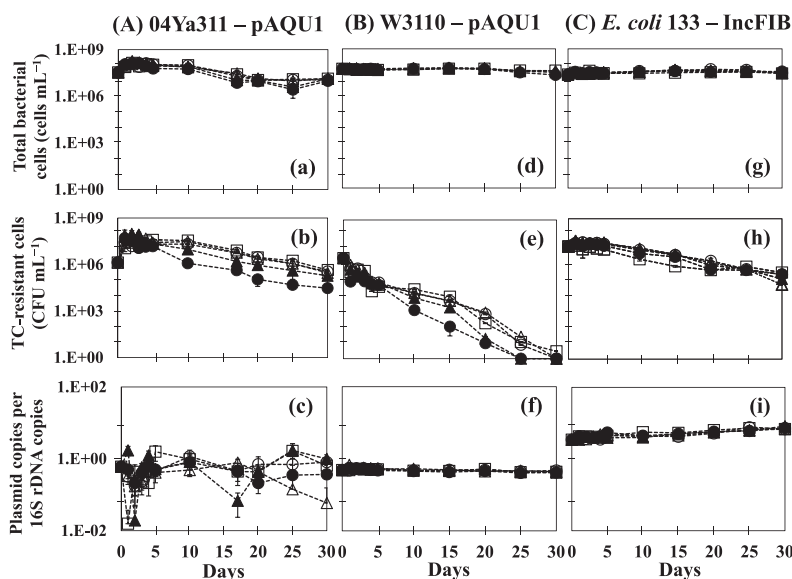 (A) 04Ya311 – pAQU1 (B) W3110 – pAQU1 (C) E. coli 133 – IncFIB
Total bacterial
cells (cells mL⁻¹)
1.E+09
1.E+06
1.E+03
1.E+00
(a)
(d)
(g)
TC-resistant cells
(CFU mL⁻¹)
1.E+09
1.E+06
1.E+03
1.E+00
(b)
(e)
(h)
Plasmid copies per
16S rDNA copies
1.E+02
1.E+00
1.E–02
(c)
(f)
(i)
0 5 10 15 20 25 30 0 5 10 15 20 25 30 0 5 10 15 20 25 30
Days Days Days